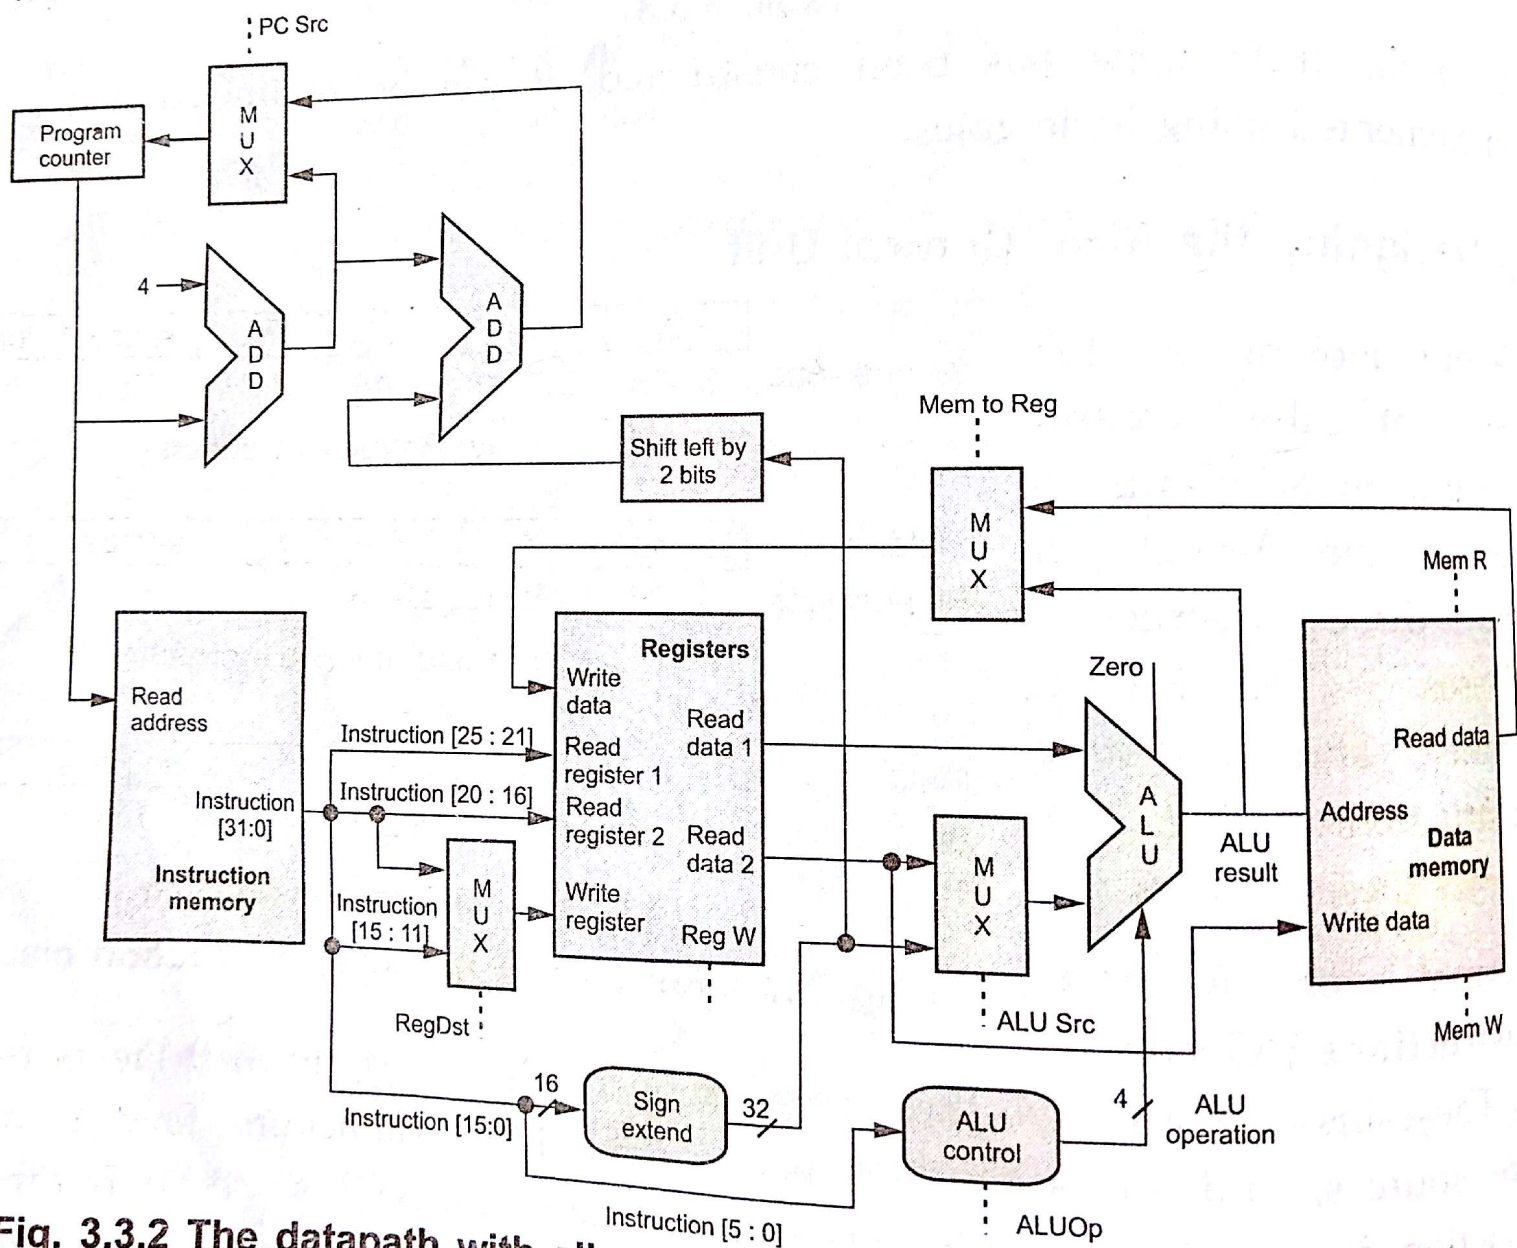 PC Src
M
U
X
Program
counter
4
A
D
D
A
D
D
Shift left by
2 bits
Mem to Reg
M
U
X
Mem R
Registers
Write
data
Read
data 1
Read
register 1
Read
register 2
Read
data 2
Write
register
Reg W
Read
address
Instruction
[31:0]
Instruction
memory
Instruction [25 : 21]
Instruction [20 : 16]
Instruction
[15 : 11]
M
U
X
RegDst
Zero
A
L
U
ALU
result
M
U
X
ALU Src
Read data
Address
Data
memory
Write data
Mem W
16
Sign
extend
32
Instruction [15:0]
ALU
control
4
ALU
operation
Instruction [5 : 0]
ALUOp
Fig. 3.3.2 The datapath with